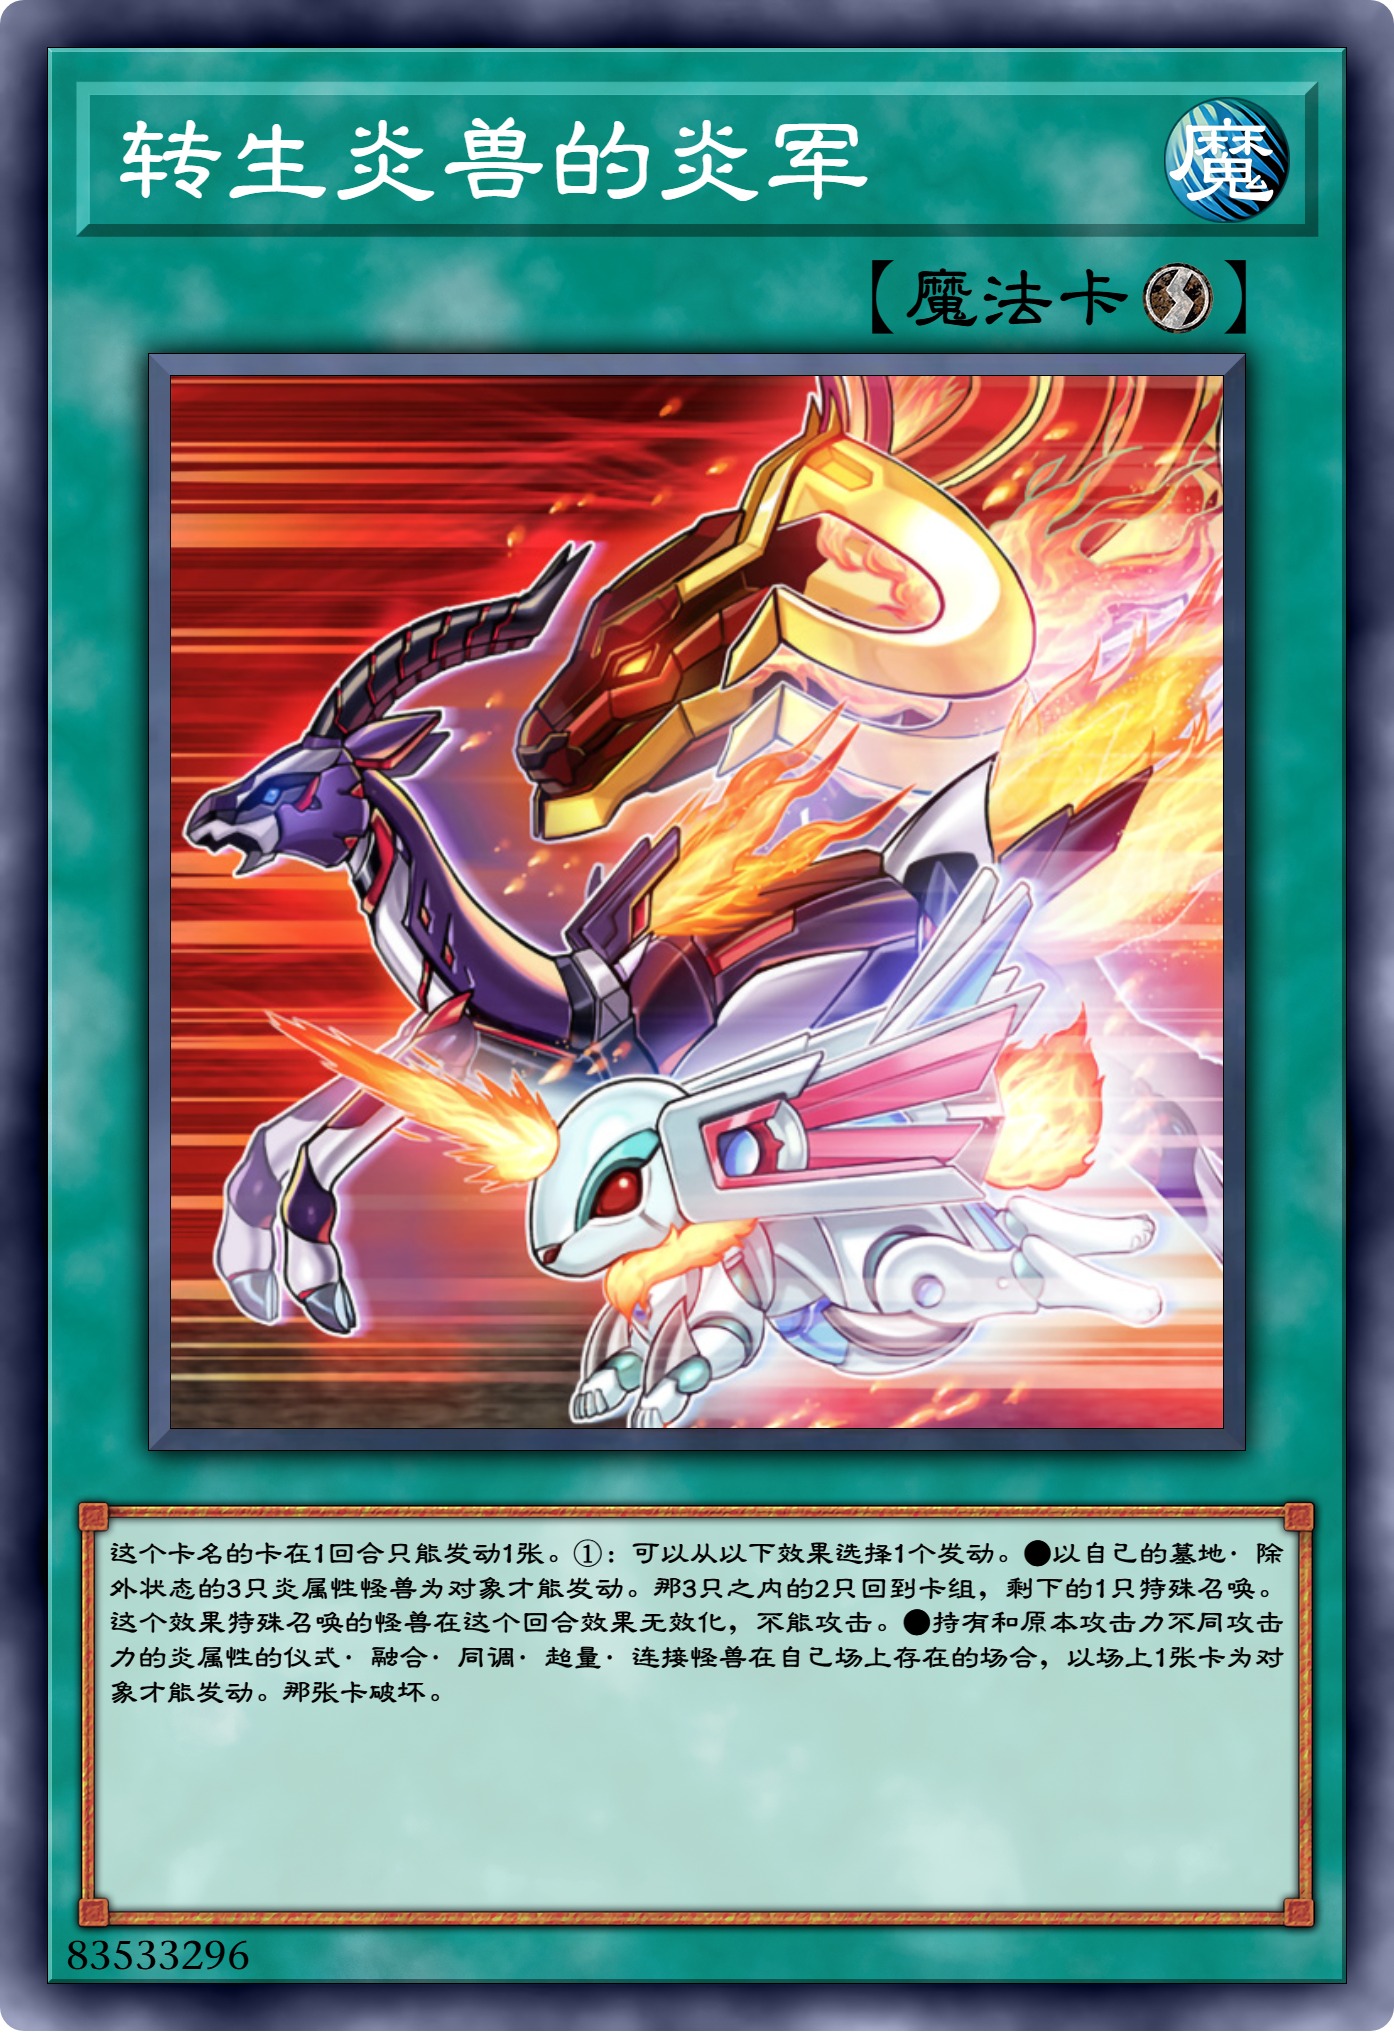 转生炎兽的炎军
魔
【魔法卡】
这个卡名的卡在1回合只能发动1张。①：可以从以下效果选择1个发动。●以自己的墓地·除
外状态的3只炎属性怪兽为对象才能发动。那3只之内的2只回到卡组，剩下的1只特殊召唤。
这个效果特殊召唤的怪兽在这个回合效果无效化，不能攻击。●持有和原本攻击力不同攻击
力的炎属性的仪式·融合·同调·超量·连接怪兽在自己场上存在的场合，以场上1张卡为对
象才能发动。那张卡破坏。
83533296